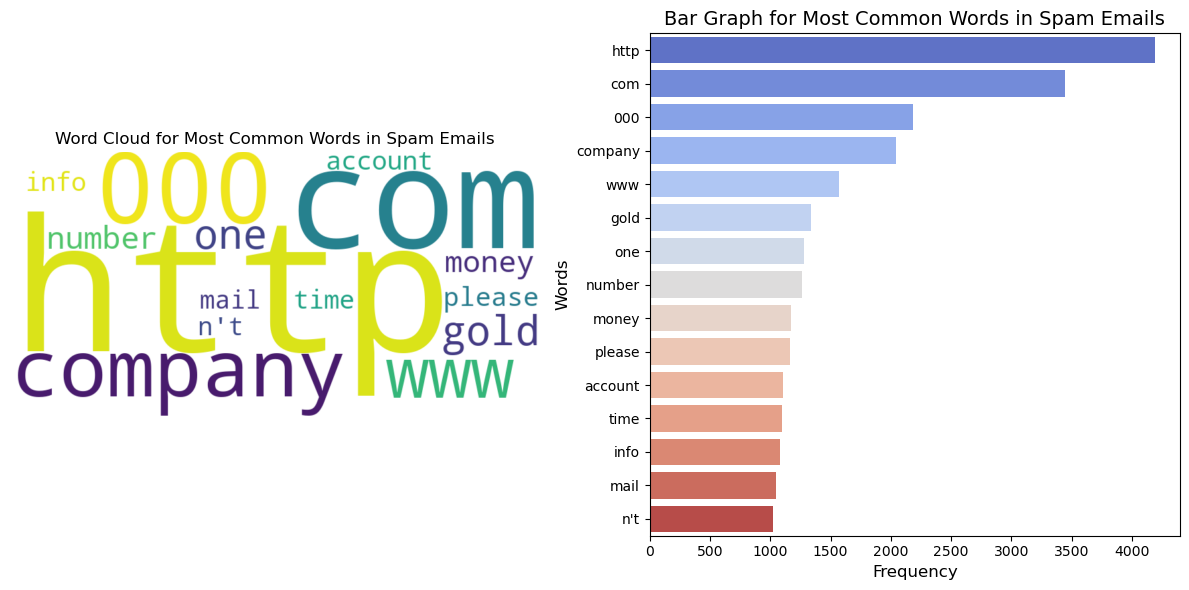 Word Cloud for Most Common Words in Spam Emails
account
info
000
com
number
one
http
money
mail
time
please
n't
gold
company
www
Bar Graph for Most Common Words in Spam Emails
Words
http
com
000
company
www
gold
one
number
money
please
account
time
info
mail
n't
0 500 1000 1500 2000 2500 3000 3500 4000
Frequency